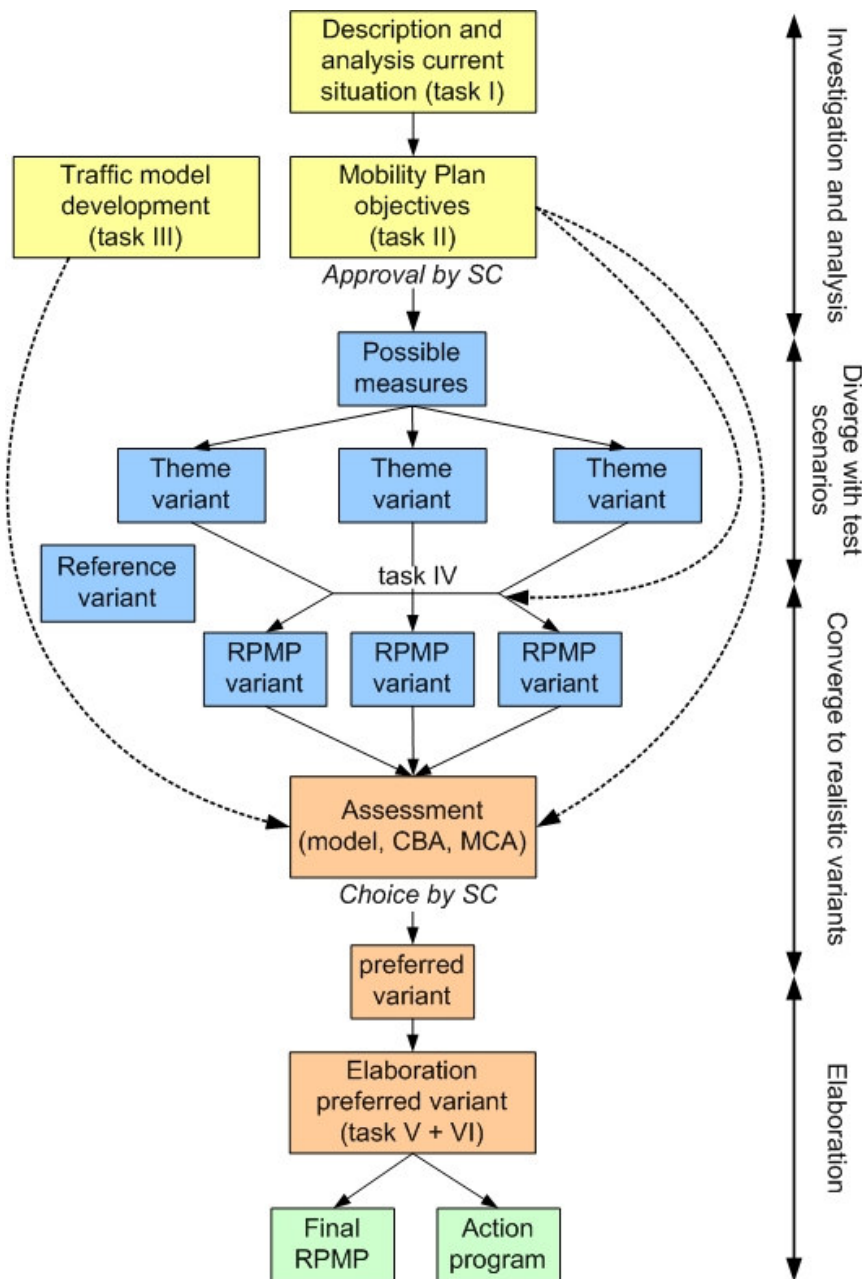 Description and
analysis current
situation (task I)
Traffic model
development
(task III)
Mobility Plan
objectives
(task II)
Approval by SC
Possible
measures
Theme
variant
Theme
variant
Theme
variant
Reference
variant
task IV
RPMP
variant
RPMP
variant
RPMP
variant
Assessment
(model, CBA, MCA)
Choice by SC
preferred
variant
Elaboration
preferred variant
(task V + VI)
Final
RPMP
Action
program
Investigation and analysis
Diverge with test
scenarios
Converge to realistic variants
Elaboration